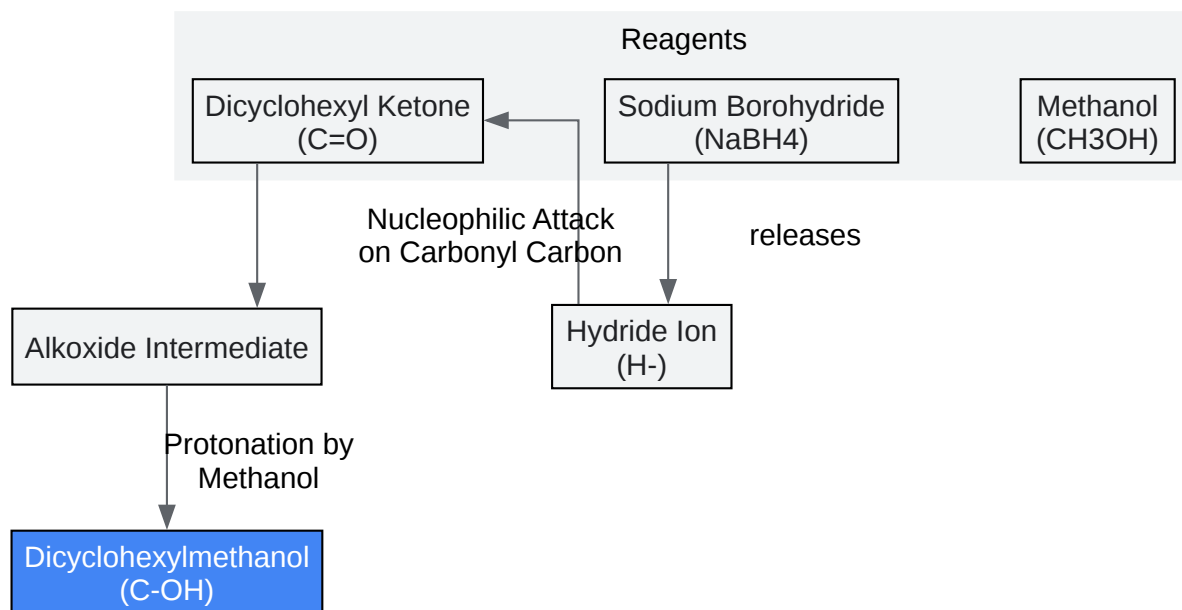 Reagents
Dicyclohexyl Ketone
(C=O)
Sodium Borohydride
(NaBH4)
Methanol
(CH3OH)
Nucleophilic Attack
on Carbonyl Carbon
releases
Alkoxide Intermediate
Hydride Ion
(H-)
Protonation by
Methanol
Dicyclohexylmethanol
(C-OH)